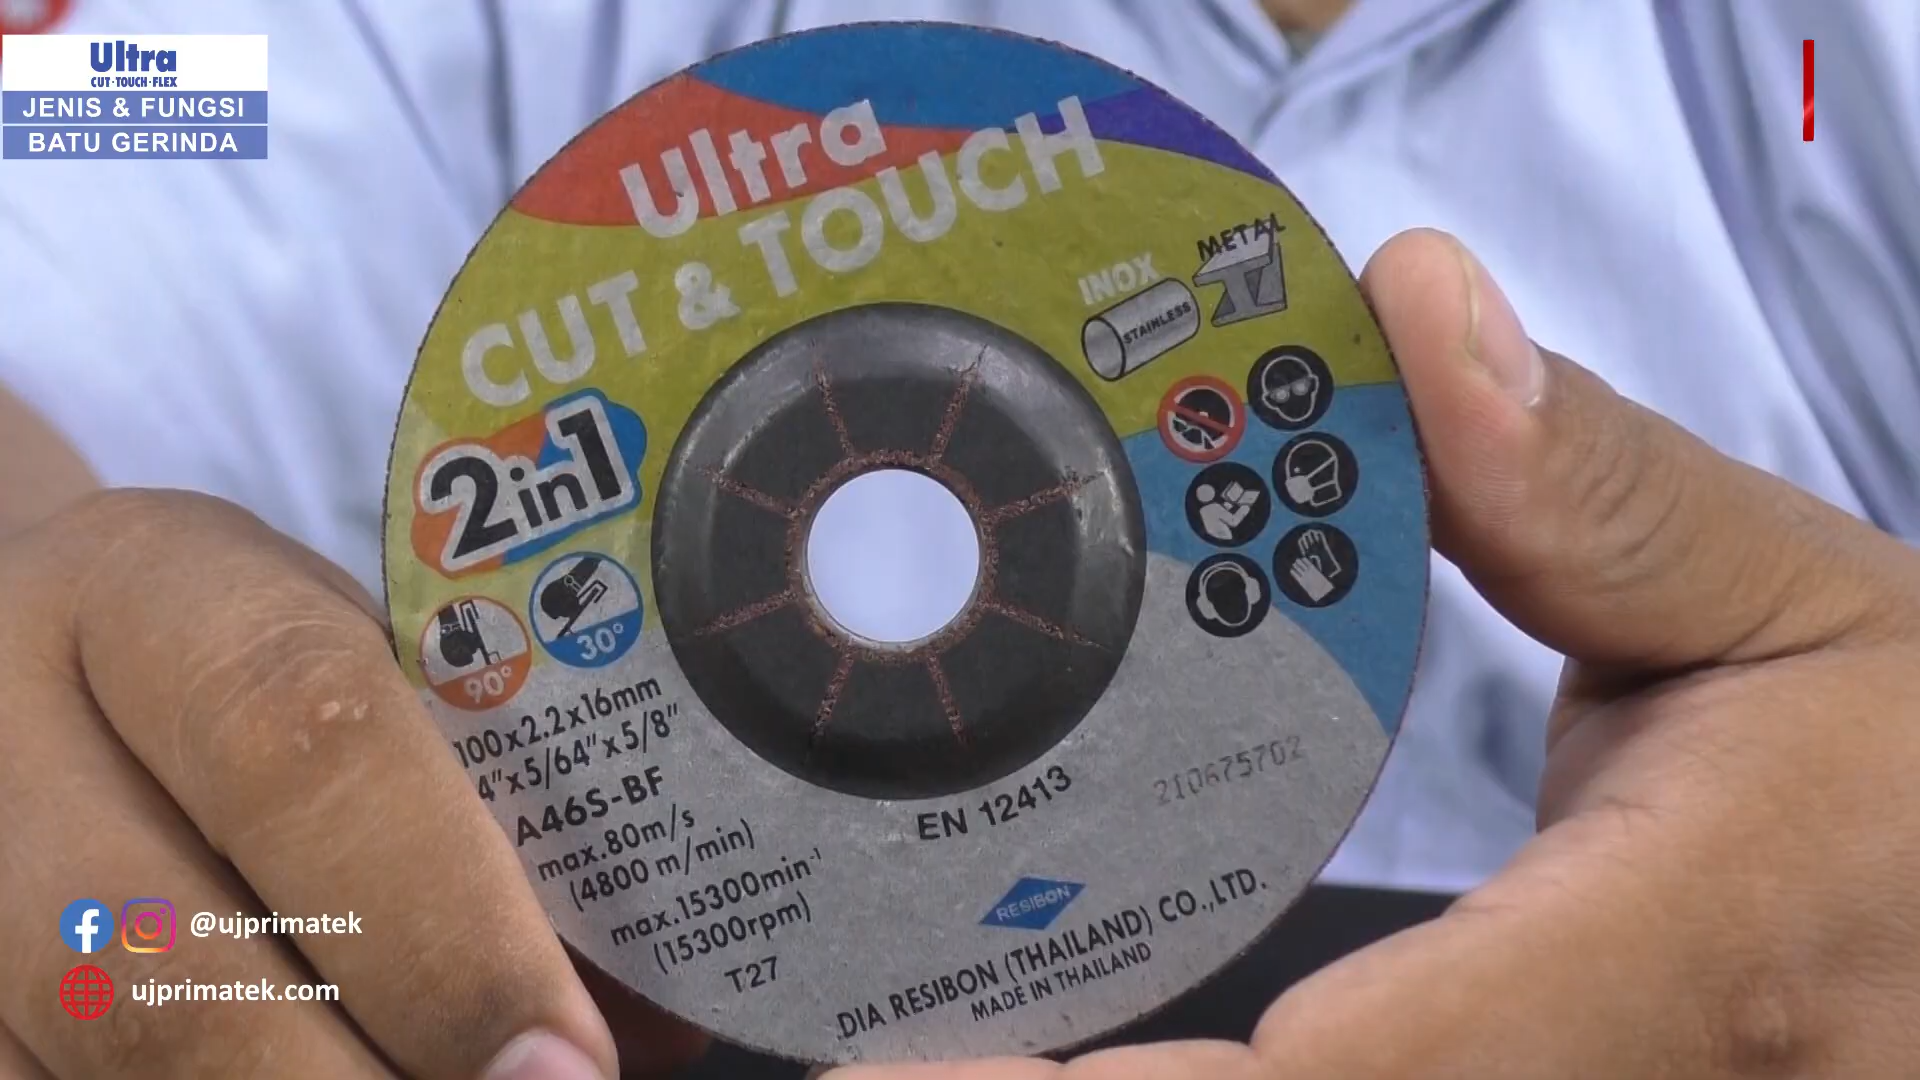 Ultra
CUT·TOUCH·FLEX
JENIS & FUNGSI
BATU GERINDA
Ultra
CUT & TOUCH
INOX
METAL
STAINLESS
2in1
90°
30°
100x2.2x16mm
4"x5/64"x5/8"
A46S-BF
max.80m/s
(4800 m/min)
max.15300min⁻¹
(15300rpm)
T27
EN 12413
210675702
RESIBON
DIA RESIBON (THAILAND) CO.,LTD.
MADE IN THAILAND
@ujprimatek
ujprimatek.com